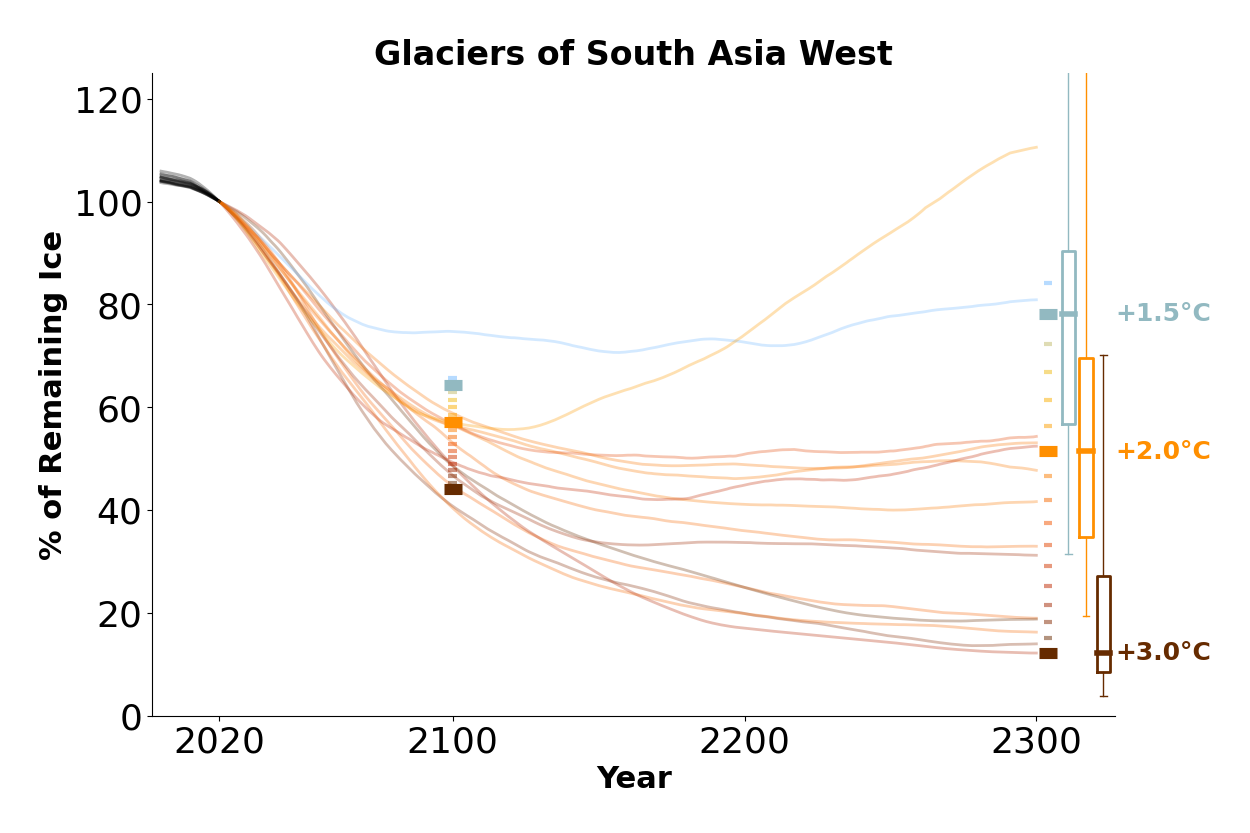 Glaciers of South Asia West
% of Remaining Ice
120
100
80
60
40
20
0
+1.5°C
+2.0°C
+3.0°C
2020 2100 2200 2300
Year